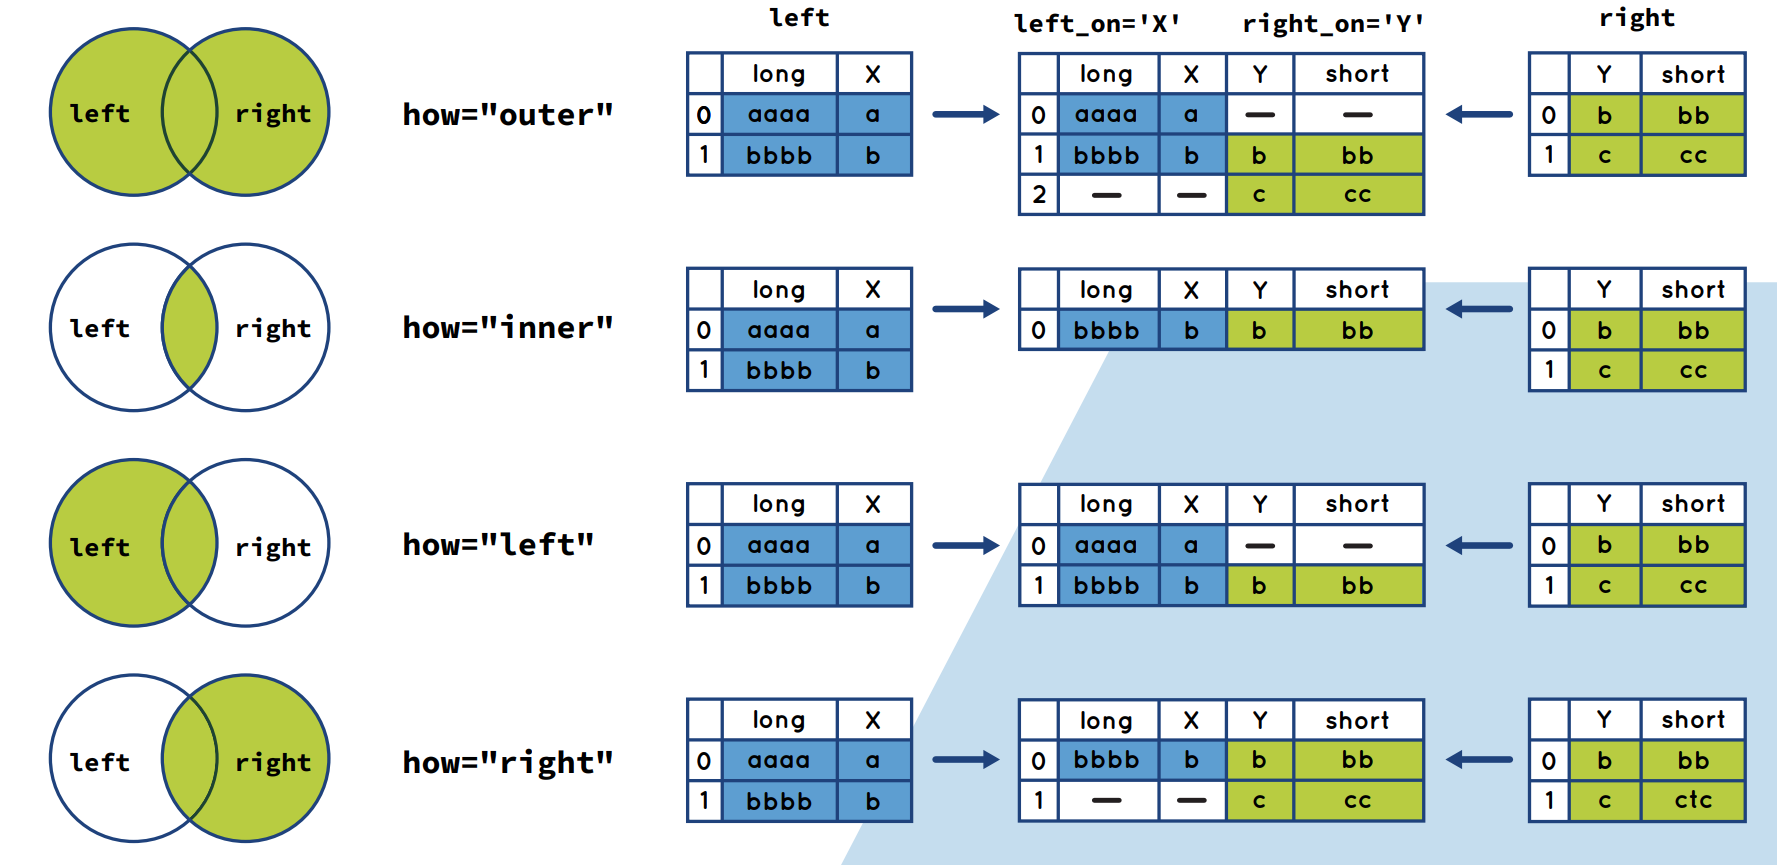 left left_on='X' right_on='Y' right
left right how="outer"
long X long X Y short Y short
0 aaaa a 0 aaaa a — — 0 b bb
1 bbbb b 1 bbbb b b bb 1 c cc
2 — — c cc
left right how="inner"
long X long X Y short Y short
0 aaaa a 0 bbbb b b bb 0 b bb
1 bbbb b 1 c cc
left right how="left"
long X long X Y short Y short
0 aaaa a 0 aaaa a — — 0 b bb
1 bbbb b 1 bbbb b b bb 1 c cc
left right how="right"
long X long X Y short Y short
0 aaaa a 0 bbbb b b bb 0 b bb
1 bbbb b 1 — — c cc 1 c ctc